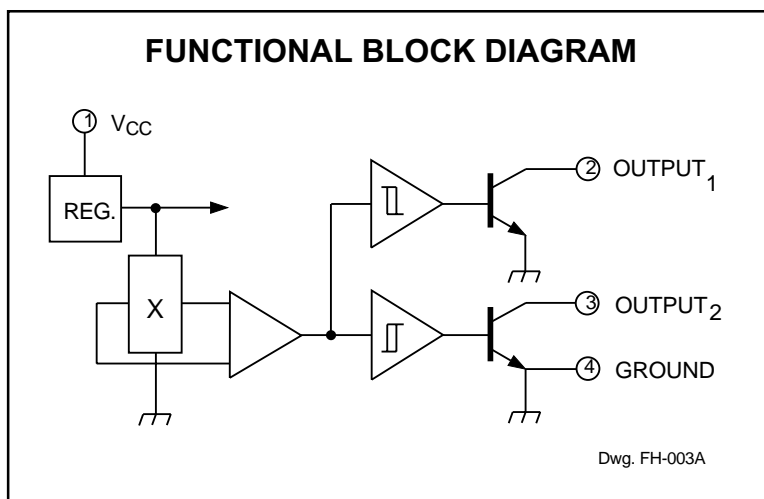 FUNCTIONAL BLOCK DIAGRAM
1 VCC
REG.
X
2 OUTPUT1
3 OUTPUT2
4 GROUND
Dwg. FH-003A